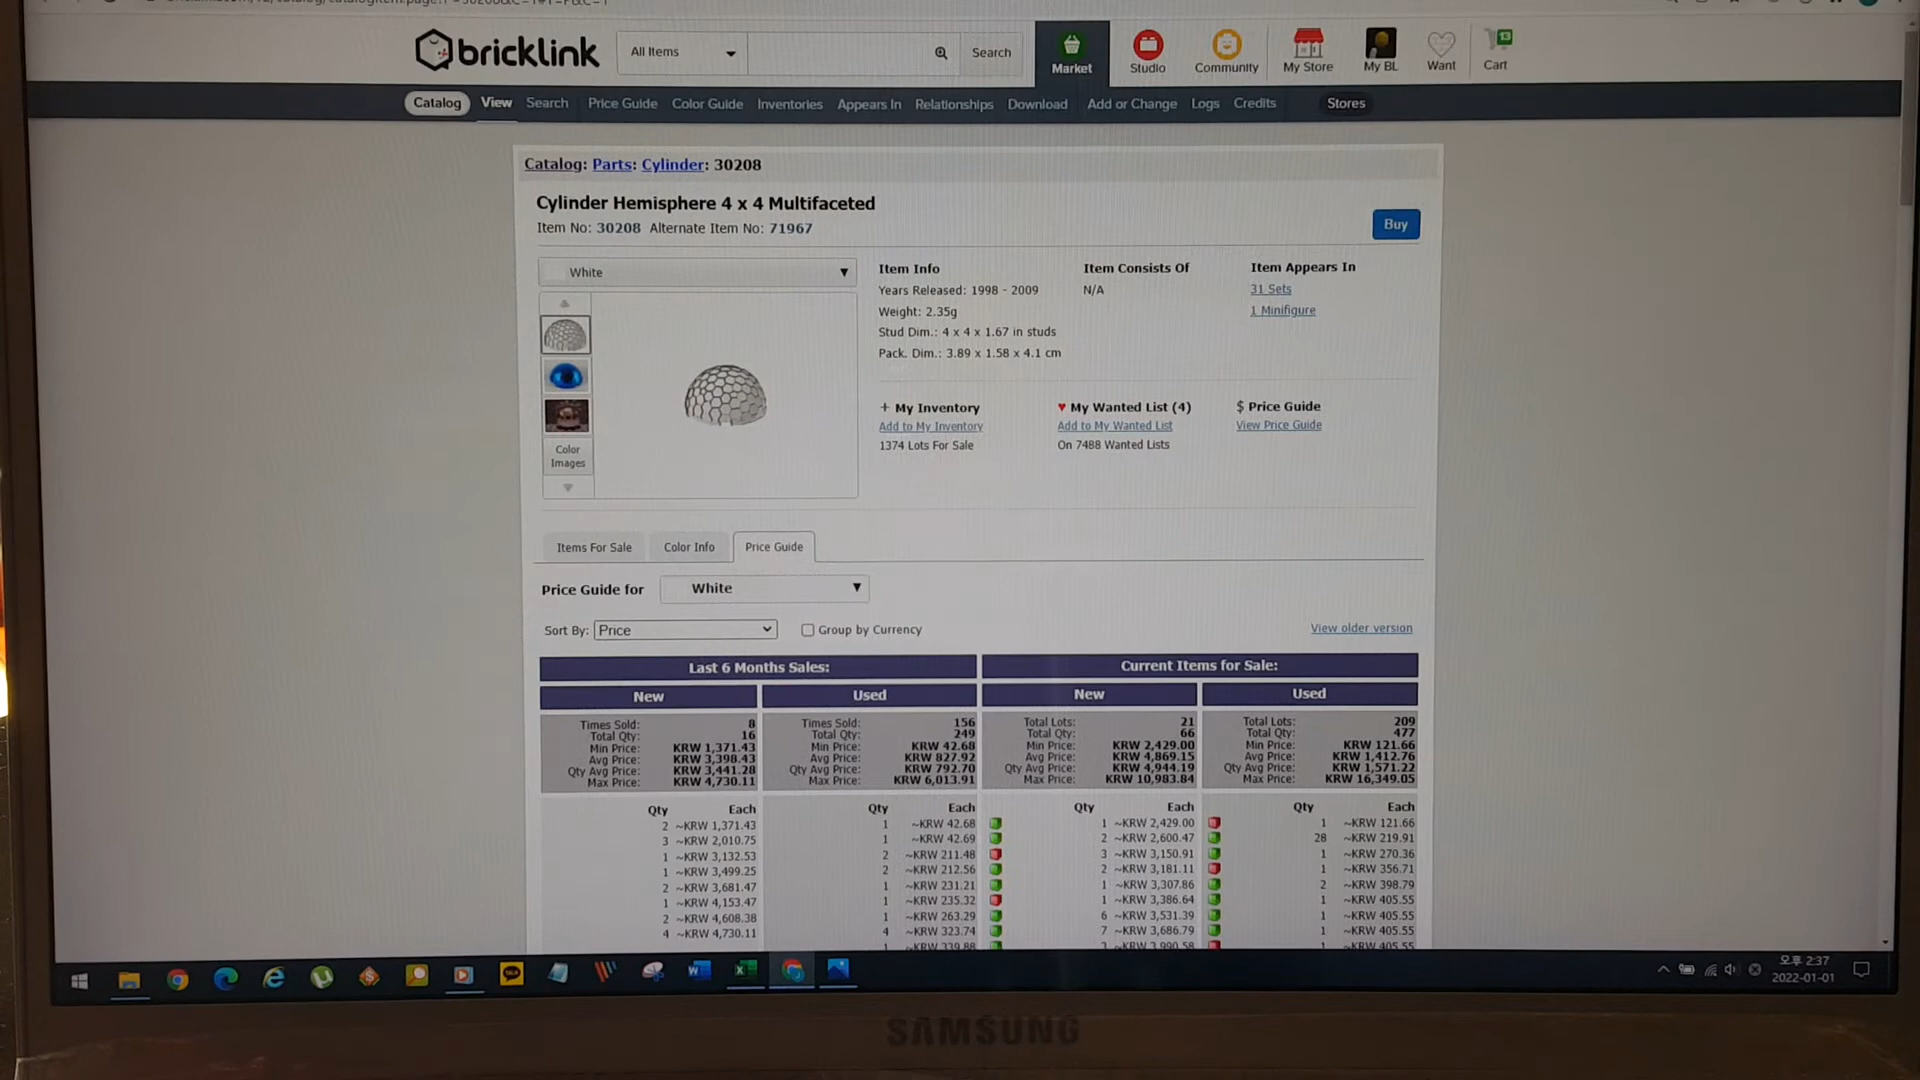 bricklink
All Items
Search
Market
Studio
Community
My Store
My BL
Want
13
Cart
Catalog View Search Price Guide Color Guide Inventories Appears In Relationships Download Add or Change Logs Credits Stores
Catalog: Parts: Cylinder: 30208
Cylinder Hemisphere 4 x 4 Multifaceted
Item No: 30208 Alternate Item No: 71967
Buy
White
Color Images
Item Info
Years Released: 1998 - 2009
Weight: 2.35g
Stud Dim.: 4 x 4 x 1.67 in studs
Pack. Dim.: 3.89 x 1.58 x 4.1 cm
Item Consists Of
N/A
Item Appears In
31 Sets
1 Minifigure
+ My Inventory
Add to My Inventory
1374 Lots For Sale
My Wanted List (4)
Add to My Wanted List
On 7488 Wanted Lists
$ Price Guide
View Price Guide
Items For Sale Color Info Price Guide
Price Guide for White
Sort By: Price Group by Currency View older version
Last 6 Months Sales: Current Items for Sale:
New Used New Used
Times Sold: 8 Times Sold: 156 Total Lots: 21 Total Lots: 209
Total Qty: 16 Total Qty: 249 Total Qty: 66 Total Qty: 477
Min Price: KRW 1,371.43 Min Price: KRW 42.68 Min Price: KRW 2,429.00 Min Price: KRW 121.66
Avg Price: KRW 3,398.43 Avg Price: KRW 827.92 Avg Price: KRW 4,869.15 Avg Price: KRW 1,412.76
Qty Avg Price: KRW 3,441.28 Qty Avg Price: KRW 792.70 Qty Avg Price: KRW 4,944.19 Qty Avg Price: KRW 1,571.22
Max Price: KRW 4,730.11 Max Price: KRW 6,013.91 Max Price: KRW 10,983.84 Max Price: KRW 16,349.05
Qty Each Qty Each Qty Each Qty Each
2 ~KRW 1,371.43 1 ~KRW 42.68 1 ~KRW 2,429.00 1 ~KRW 121.66
3 ~KRW 2,010.75 1 ~KRW 42.69 2 ~KRW 2,600.47 28 ~KRW 219.91
1 ~KRW 3,132.53 2 ~KRW 211.48 3 ~KRW 3,150.91 1 ~KRW 270.36
1 ~KRW 3,499.25 2 ~KRW 212.56 2 ~KRW 3,181.11 1 ~KRW 356.71
2 ~KRW 3,681.47 1 ~KRW 231.21 1 ~KRW 3,307.86 2 ~KRW 398.79
1 ~KRW 4,153.47 1 ~KRW 235.32 1 ~KRW 3,386.64 1 ~KRW 405.55
2 ~KRW 4,608.38 1 ~KRW 263.29 6 ~KRW 3,531.39 1 ~KRW 405.55
4 ~KRW 4,730.11 4 ~KRW 323.74 7 ~KRW 3,686.79 1 ~KRW 405.55
1 ~KRW 339.88 3 ~KRW 3,990.58 1 ~KRW 405.55
오후 2:37
2022-01-01
SAMSUNG